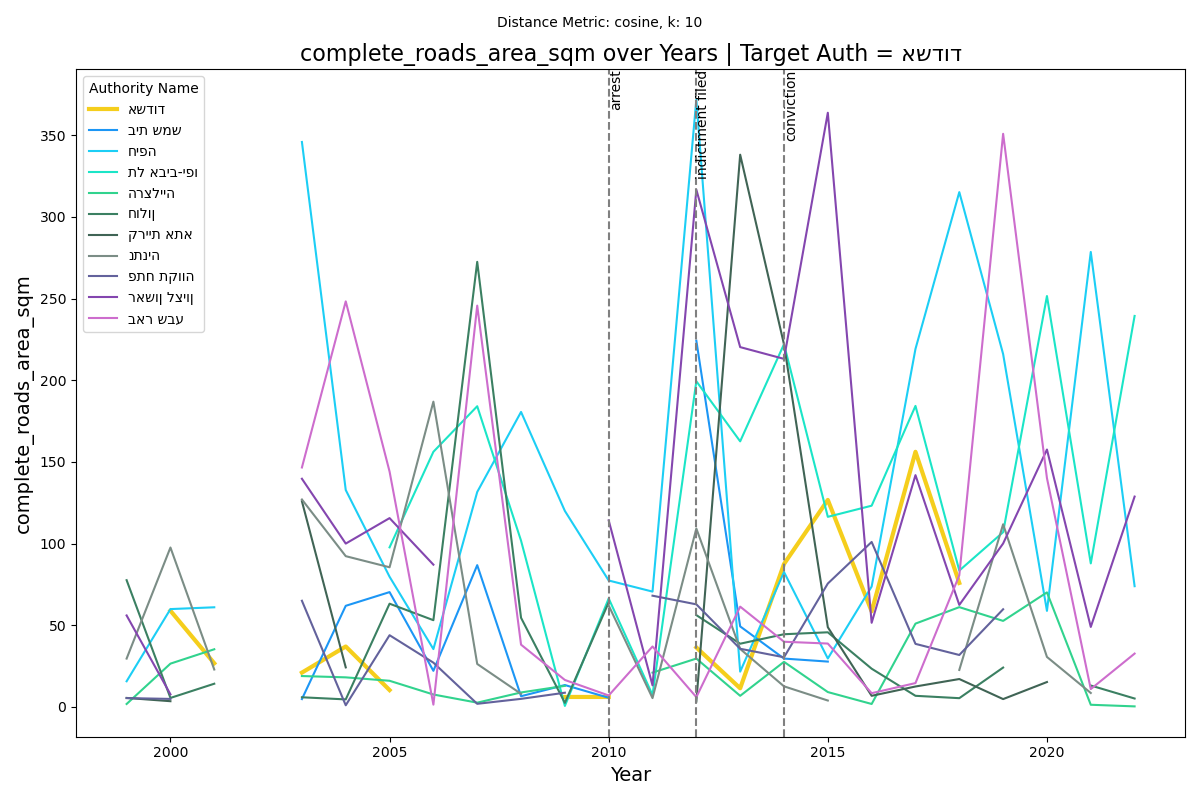 Distance Metric: cosine, k: 10
complete_roads_area_sqm over Years | Target Auth = אשדוד
Authority Name
אשדוד
בית שמש
חיפה
תל אביב-יפו
הרצלייה
חולון
קריית אתא
נתניה
פתח תקווה
ראשון לציון
באר שבע
arrest
indictment filed
conviction
complete_roads_area_sqm
350
300
250
200
150
100
50
0
2000
2005
2010
2015
2020
Year